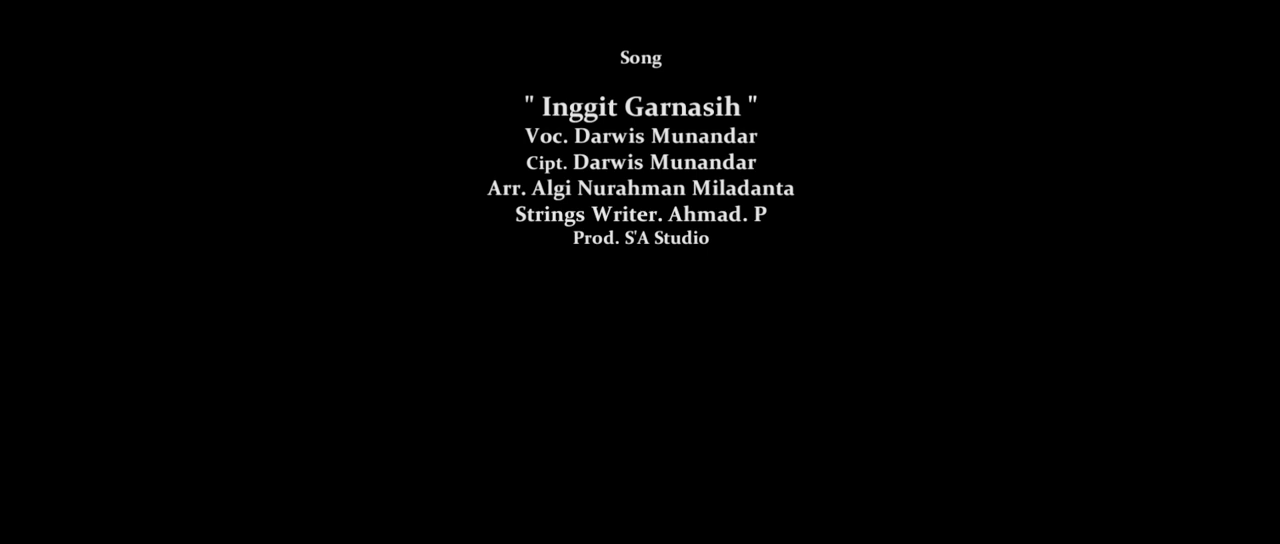 Song
" Inggit Garnasih "
Voc. Darwis Munandar
Cipt. Darwis Munandar
Arr. Algi Nurahman Miladanta
Strings Writer. Ahmad. P
Prod. S'A Studio